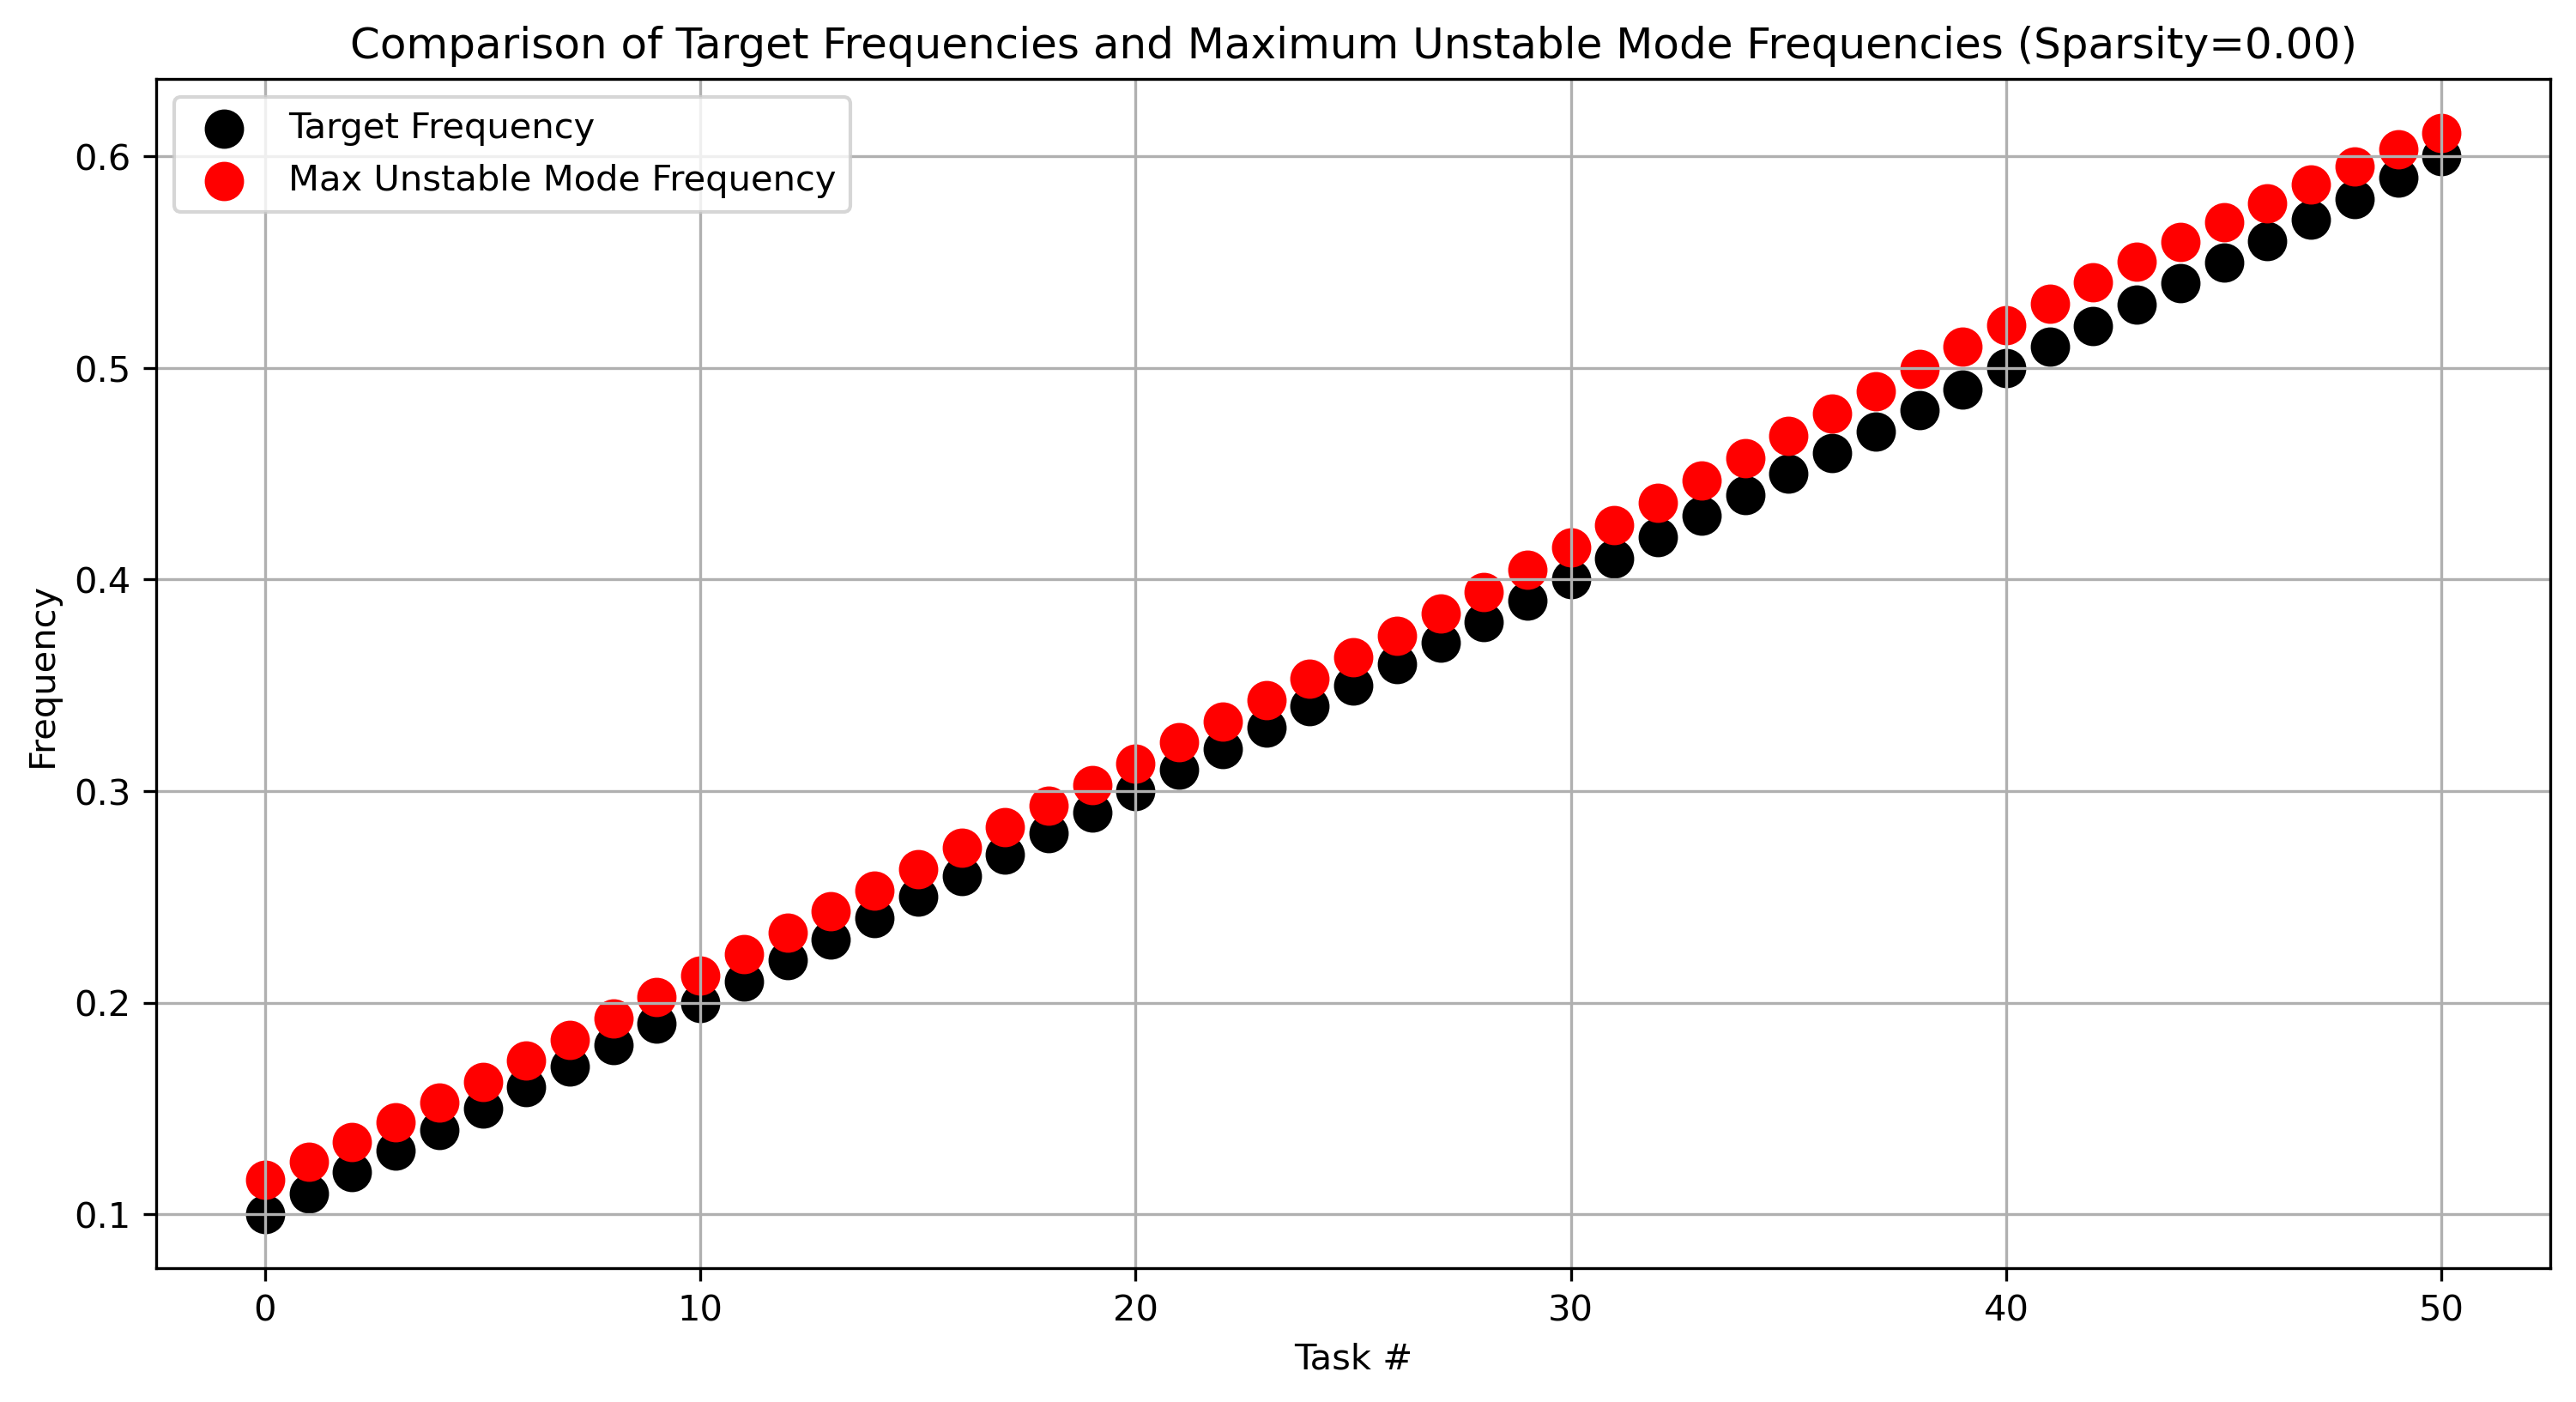 Comparison of Target Frequencies and Maximum Unstable Mode Frequencies (Sparsity=0.00)
Target Frequency
Max Unstable Mode Frequency
0.6
0.5
0.4
0.3
0.2
0.1
Frequency
0 10 20 30 40 50
Task #